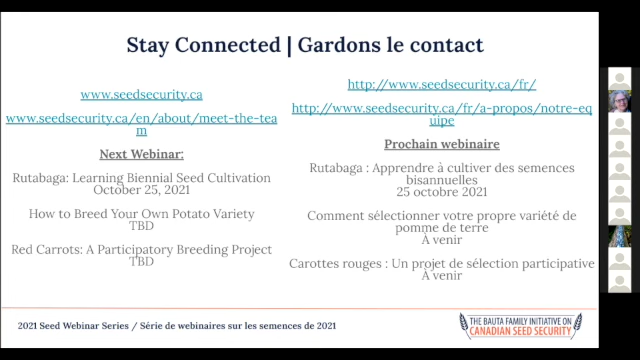 Stay Connected | Gardons le contact
www.seedsecurity.ca
www.seedsecurity.ca/en/about/meet-the-tea
m
Next Webinar:
Rutabaga: Learning Biennial Seed Cultivation
October 25, 2021
How to Breed Your Own Potato Variety
TBD
Red Carrots: A Participatory Breeding Project
TBD
http://www.seedsecurity.ca/fr/
http://www.seedsecurity.ca/fr/a-propos/notre-eq
uipe
Prochain webinaire
Rutabaga : Apprendre à cultiver des semences
bisannuelles
25 octobre 2021
Comment sélectionner votre propre variété de
pomme de terre
À venir
Carottes rouges : Un projet de sélection participative
À venir
2021 Seed Webinar Series / Série de webinaires sur les semences de 2021
THE BAUTA FAMILY INITIATIVE ON
CANADIAN SEED SECURITY